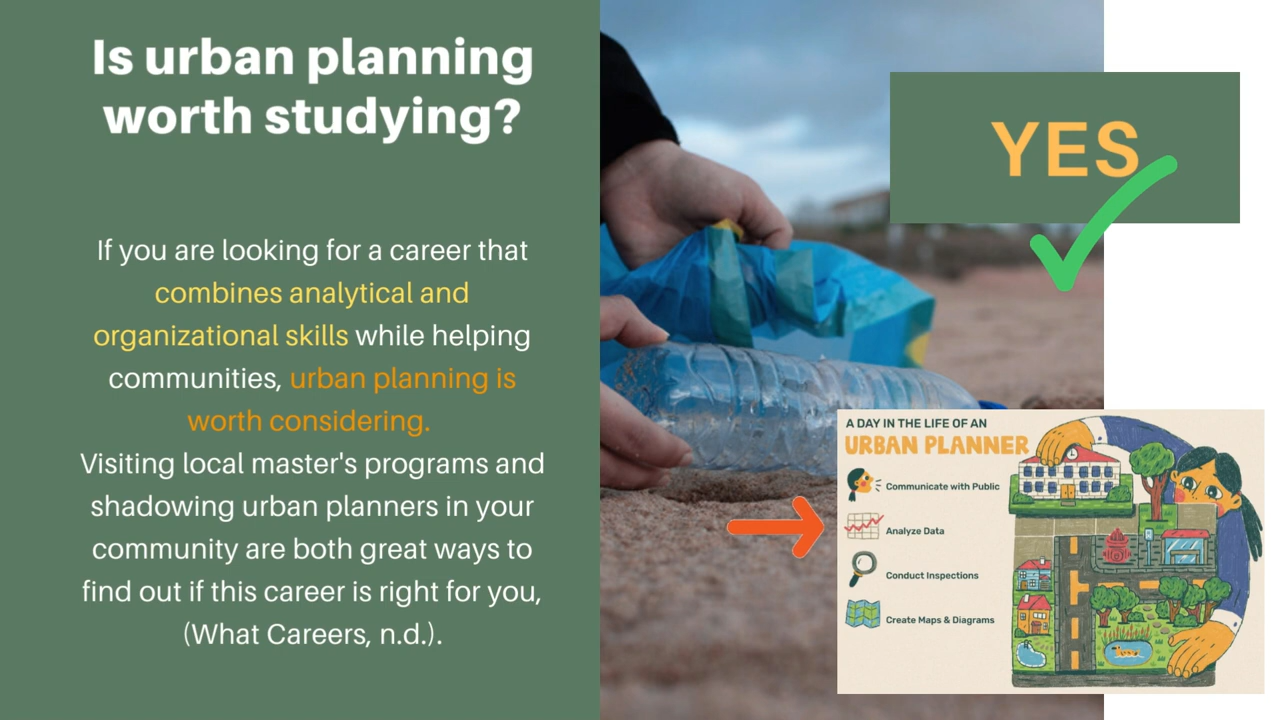 Is urban planning
worth studying?
If you are looking for a career that
combines analytical and
organizational skills while helping
communities, urban planning is
worth considering.
Visiting local master's programs and
shadowing urban planners in your
community are both great ways to
find out if this career is right for you,
(What Careers, n.d.).
YES
A DAY IN THE LIFE OF AN
URBAN PLANNER
Communicate with Public
Analyze Data
Conduct Inspections
Create Maps & Diagrams